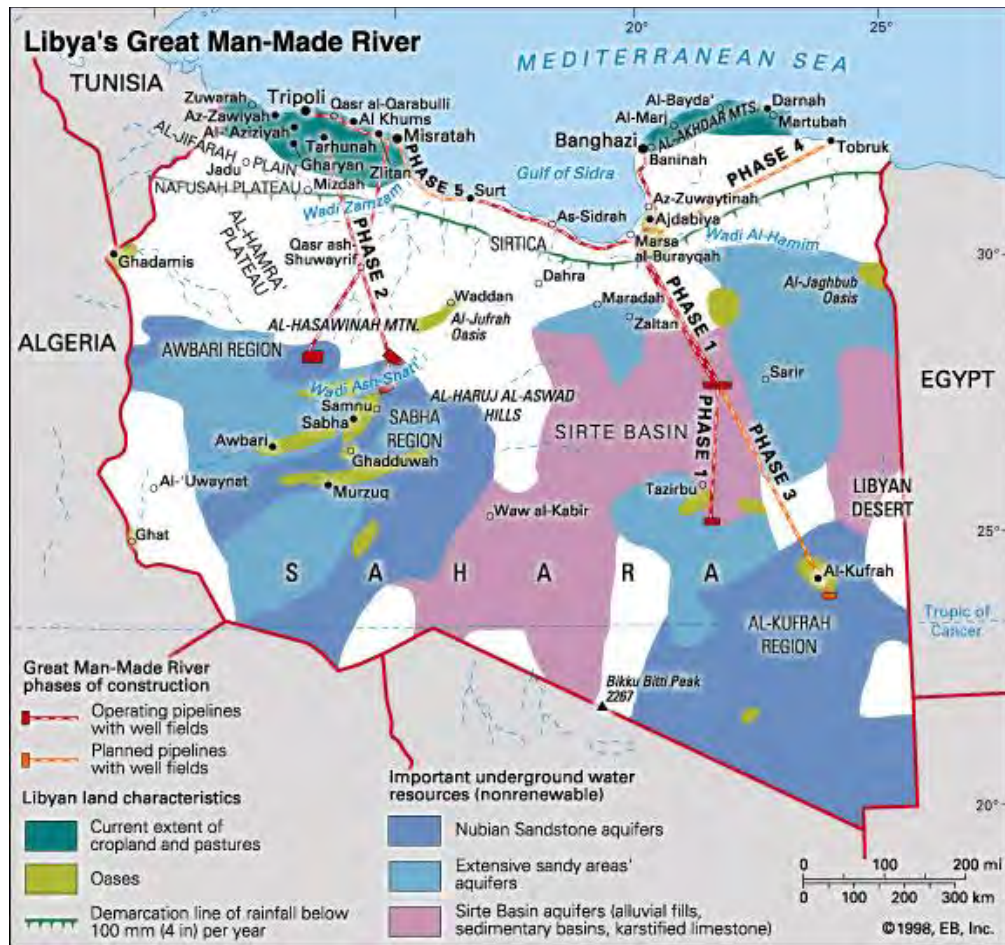 Libya's Great Man-Made River
20°
25°
MEDITERRANEAN SEA
TUNISIA
Zuwarah
Tripoli
Qasr al-Qarabulli
Az-Zawiyah
Al Khums
Al-'Aziziyah
Misratah
Tarhunah
AL-JIFARAH PLAIN
Gharyan
Zlitan
Jadu
NAFUSAH PLATEAU
Mizdah
PHASE 5
Al-Bayda'
Darnah
Al-Marj
AL-AKHDAR MTS.
Martubah
Banghazi
Baninah
PHASE 4
Tobruk
Gulf of Sidra
Surt
Wadi Zamzam
Az-Zuwaytinah
As-Sidrah
Ajdabiya
Wadi Al-Hamim
SIRTICA
Marsa
al-Burayqah
30°
AL-HAMRA'
PLATEAU
Qasr ash-
Shuwayrif
PHASE 2
Ghadamis
Dahra
PHASE 1
Al-Jaghbub
Oasis
Waddan
Maradah
Al-Jufrah
Oasis
Zaltan
AL-HASAWINAH MTN.
ALGERIA
AWBARI REGION
EGYPT
Wadi Ash-Shati'
Sarir
AL-HARUJ AL-ASWAD
HILLS
Samnu
Sabha
SABHA
REGION
SIRTE BASIN
PHASE 1
PHASE 3
Awbari
Ghadduwah
Murzuq
Al-'Uwaynat
Tazirbu
LIBYAN
DESERT
Waw al-Kabir
Ghat
25°
SAHARA
Al-Kufrah
AL-KUFRAH
REGION
Tropic of
Cancer
Bikku Bitti Peak
2267
20°
Great Man-Made River
phases of construction
Operating pipelines
with well fields
Planned pipelines
with well fields
Libyan land characteristics
Current extent of
cropland and pastures
Oases
Demarcation line of rainfall below
100 mm (4 in) per year
Important underground water
resources (nonrenewable)
Nubian Sandstone aquifers
Extensive sandy areas'
aquifers
Sirte Basin aquifers (alluvial fills,
sedimentary basins, karstified limestone)
0 100 200 mi
0 100 200 300 km
©1998, EB, Inc.